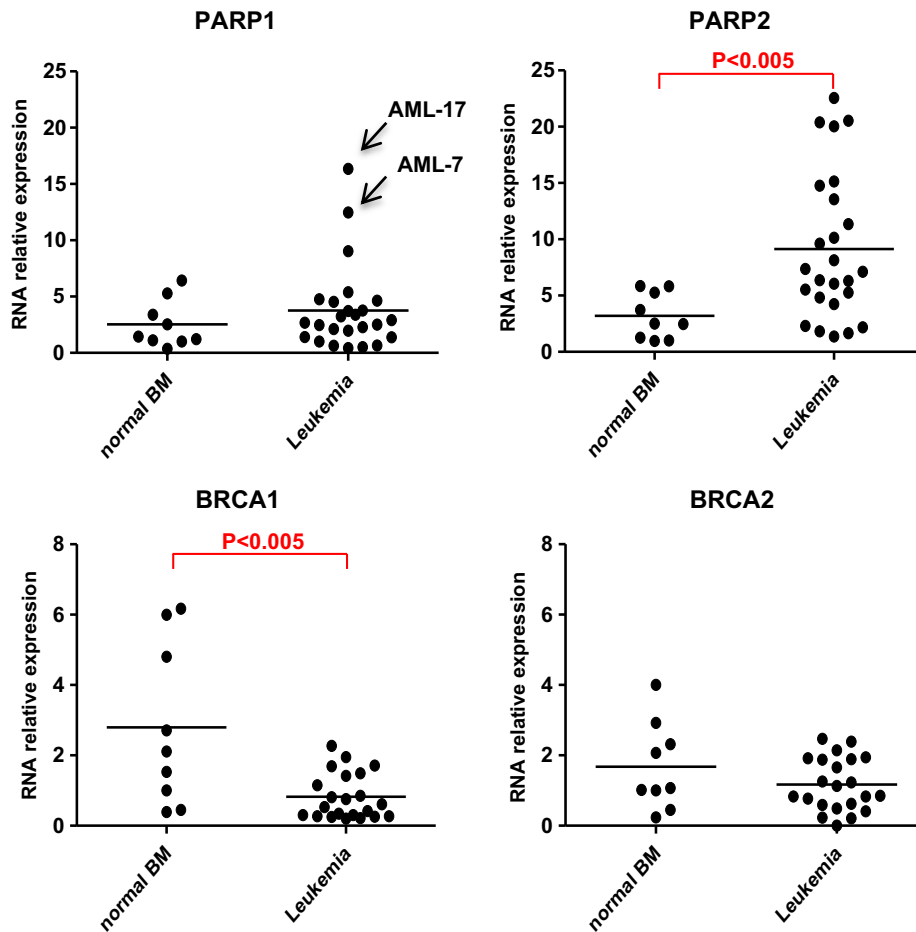 PARP1
RNA relative expression
25
20
15
10
5
0
AML-17
AML-7
normal BM
Leukemia
PARP2
P<0.005
RNA relative expression
25
20
15
10
5
0
normal BM
Leukemia
BRCA1
P<0.005
RNA relative expression
8
6
4
2
0
normal BM
Leukemia
BRCA2
RNA relative expression
8
6
4
2
0
normal BM
Leukemia